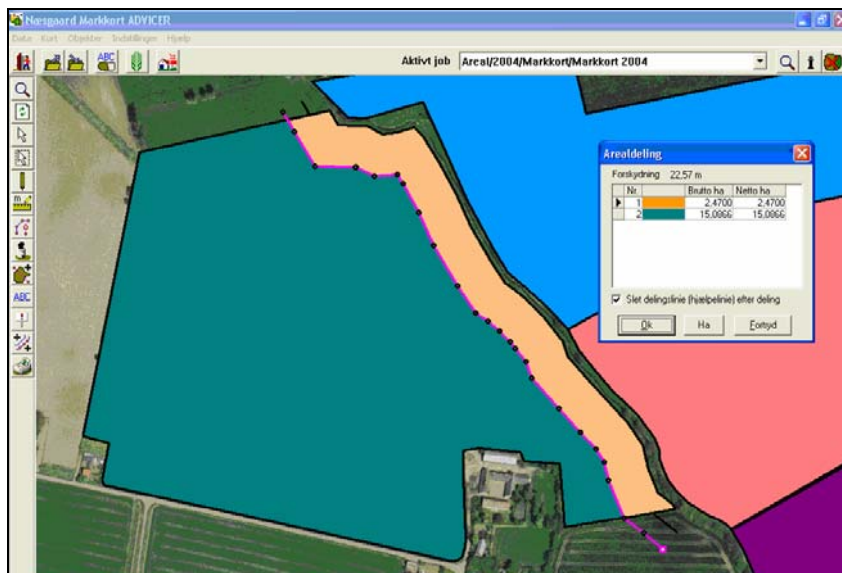 Næsgaard Markkort ADVICER
Data Kort Objekter Indstillinger Hjælp
ABC
Aktivt job Areal/2004/Markkort/Markkort 2004
m
ABC
Arealdeling
Forskydning 22,57 m
Nr. Brutto ha Netto ha
1 2,4700 2,4700
2 15,0866 15,0866
Slet delingslinie (hjælpelinie) efter deling
Ok Ha Fortryd